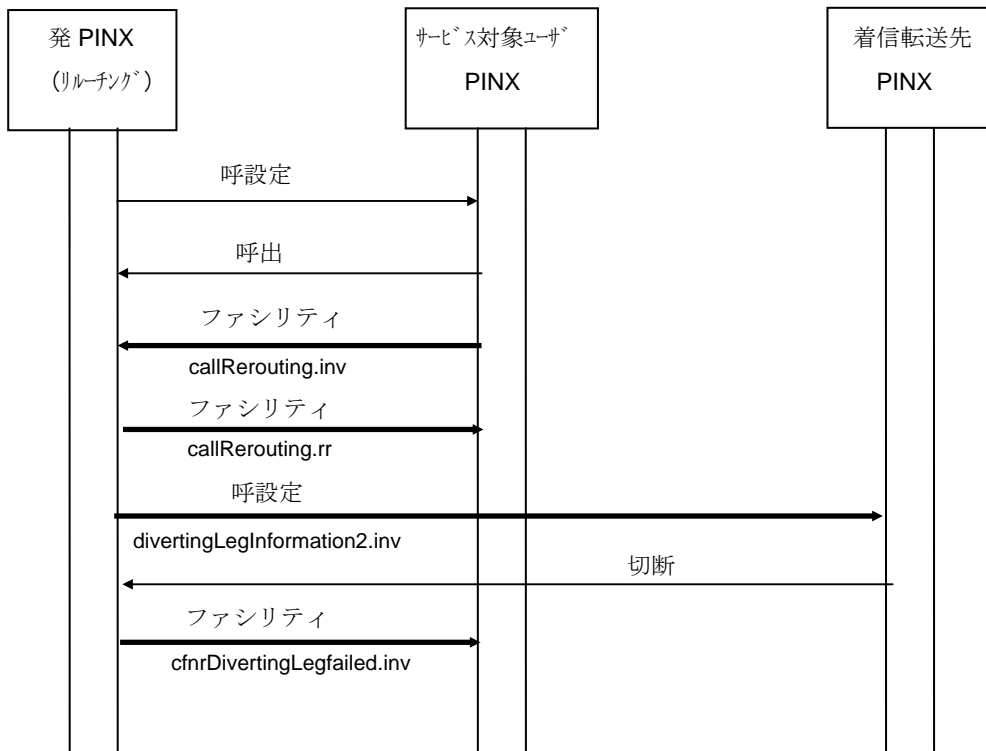 発 PINX
(ﾘﾙｰﾁﾝｸﾞ)
ｻｰﾋﾞｽ対象ﾕｰｻﾞ
PINX
着信転送先
PINX
呼設定
呼出
ファシリティ
callRerouting.inv
ファシリティ
callRerouting.rr
呼設定
divertingLegInformation2.inv
切断
ファシリティ
cfnrDivertingLegfailed.inv